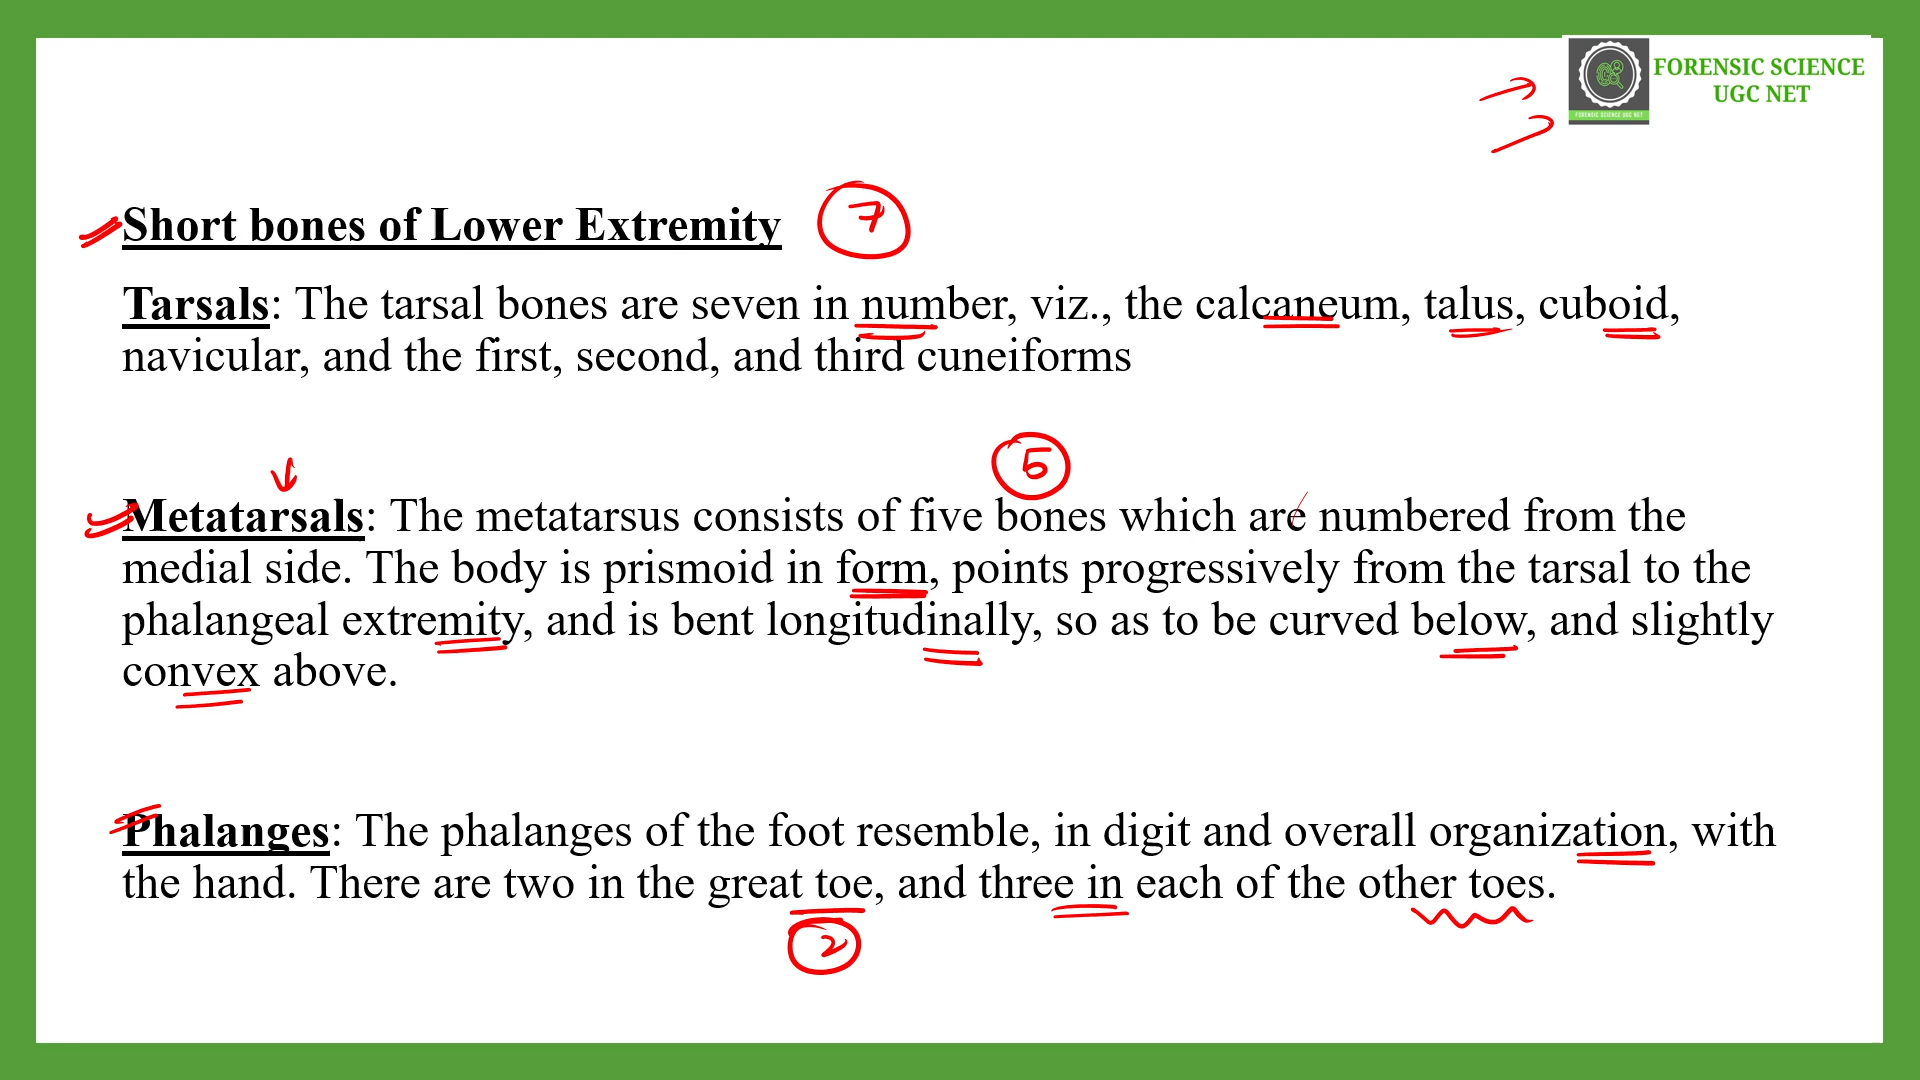 FORENSIC SCIENCE
UGC NET
FORENSIC SCIENCE UGC NET
Short bones of Lower Extremity 7
Tarsals: The tarsal bones are seven in number, viz., the calcaneum, talus, cuboid,
navicular, and the first, second, and third cuneiforms
5
Metatarsals: The metatarsus consists of five bones which are numbered from the
medial side. The body is prismoid in form, points progressively from the tarsal to the
phalangeal extremity, and is bent longitudinally, so as to be curved below, and slightly
convex above.
Phalanges: The phalanges of the foot resemble, in digit and overall organization, with
the hand. There are two in the great toe, and three in each of the other toes.
2